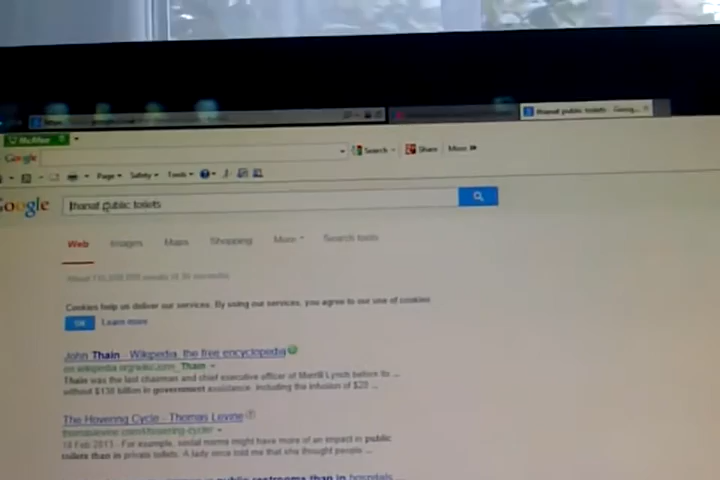 thanat public toilets - Goog...
McAfee
Google Search Share More »
Page Safety Tools
Google thanat public toilets
Web Images Maps Shopping More Search tools
Cookies help us deliver our services. By using our services, you agree to our use of cookies.
OK Learn more
John Thain - Wikipedia, the free encyclopedia
en.wikipedia.org/wiki/John_Thain
Thain was the last chairman and chief executive officer of Merrill Lynch before its ...
without $130 billion in government assistance, including the infusion of $20 ...
The Hovering Cycle - Thomas Levine
thomaslevine.com/!/hovering-cycle/
18 Feb 2013 - For example, social norms might have more of an impact in public
toilets than in private toilets. A lady once told me that she thought people ...
public restrooms than in hospitals